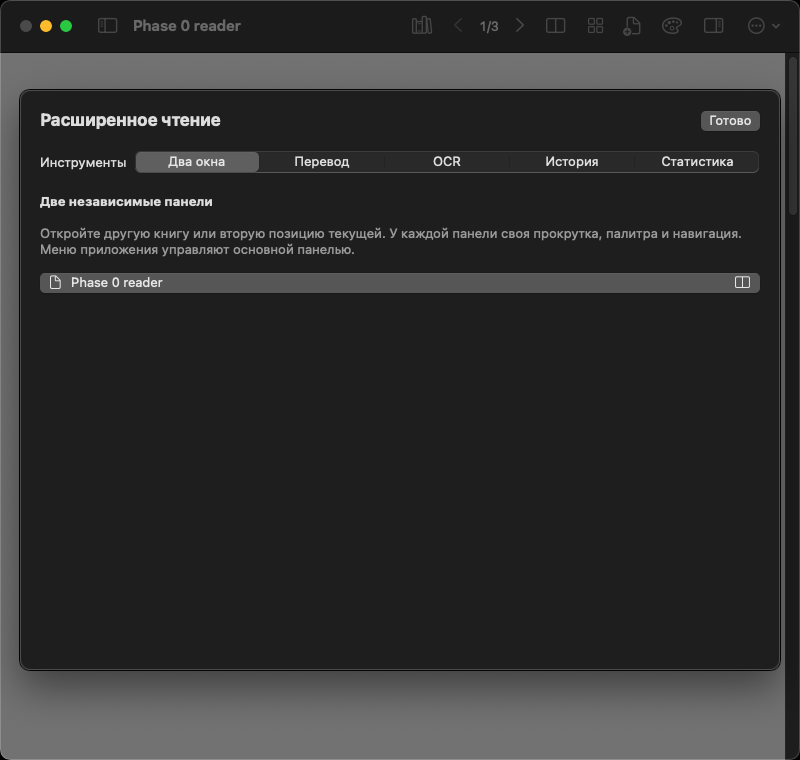 Phase 0 reader
1/3
Расширенное чтение
Готово
Инструменты
Два окна
Перевод
OCR
История
Статистика
Две независимые панели
Откройте другую книгу или вторую позицию текущей. У каждой панели своя прокрутка, палитра и навигация.
Меню приложения управляют основной панелью.
Phase 0 reader